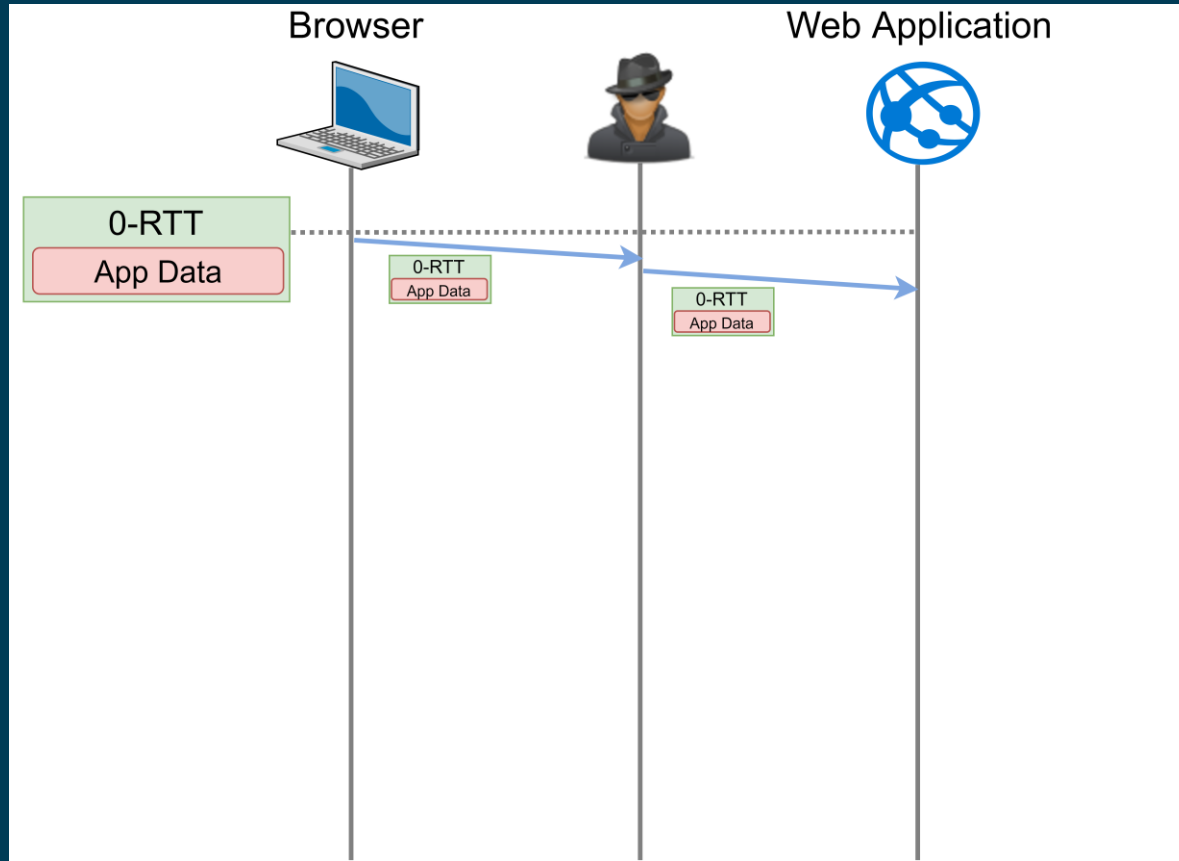 Browser
Web Application
0-RTT
App Data
0-RTT
App Data
0-RTT
App Data